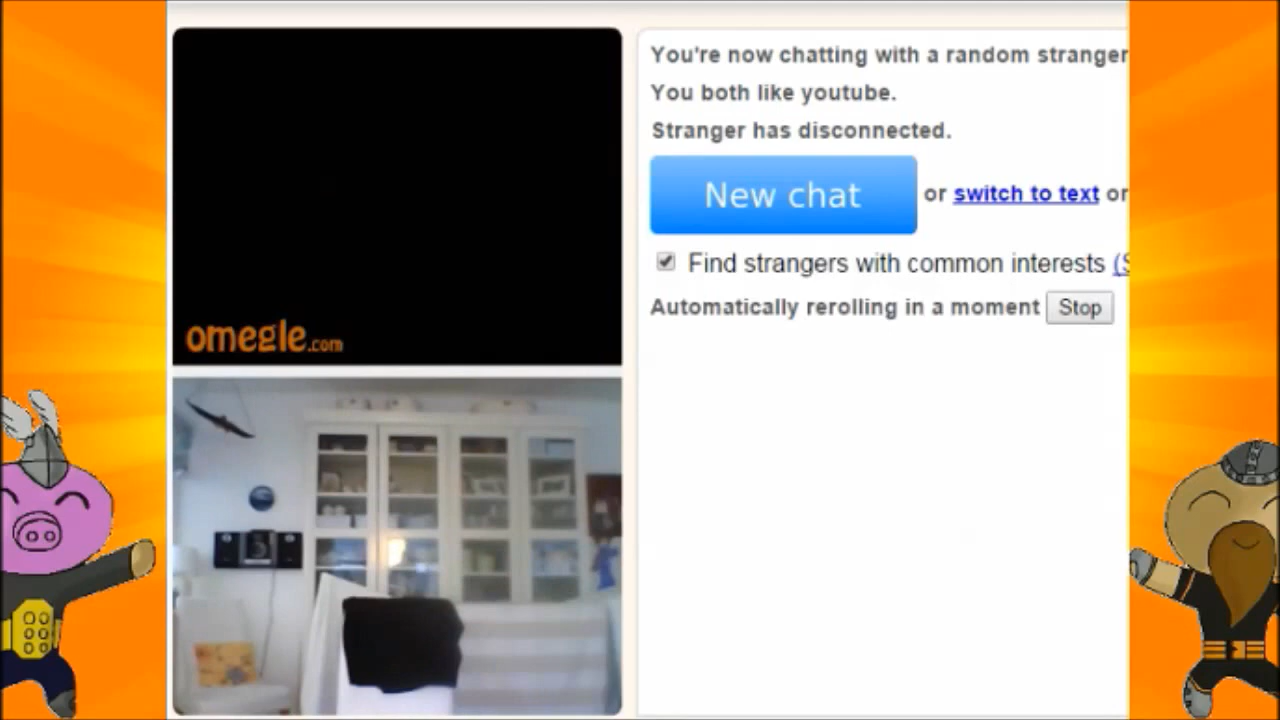 You're now chatting with a random stranger
You both like youtube.
Stranger has disconnected.
New chat or switch to text or
Find strangers with common interests (S
Automatically rerolling in a moment Stop
omegle.com